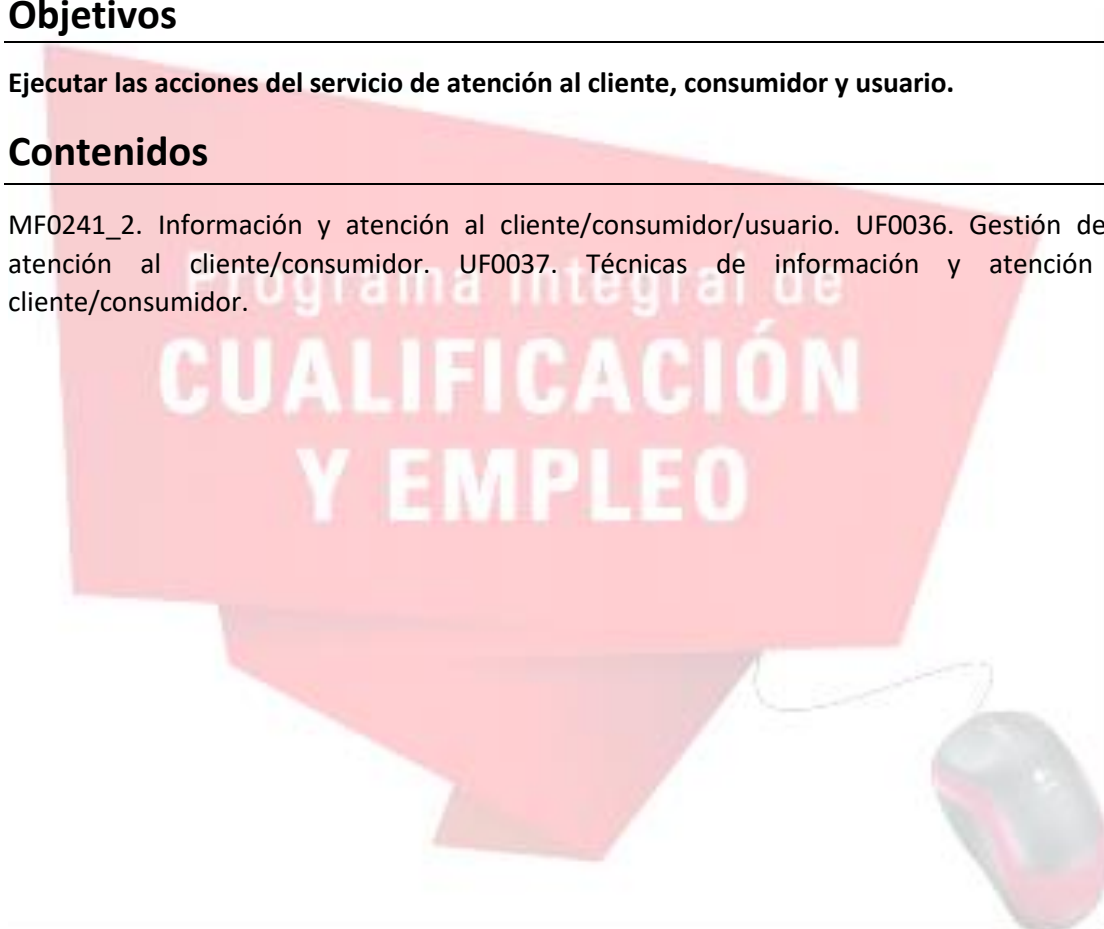 Objetivos
Ejecutar las acciones del servicio de atención al cliente, consumidor y usuario.
Contenidos
MF0241_2. Información y atención al cliente/consumidor/usuario. UF0036. Gestión de
atención al cliente/consumidor. UF0037. Técnicas de información y atención
cliente/consumidor.
Programa integral de
CUALIFICACIÓN
Y EMPLEO